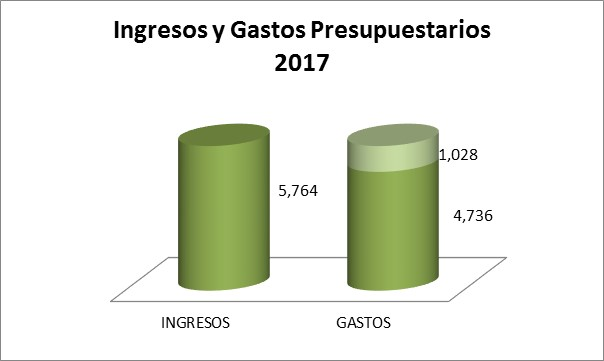 Ingresos y Gastos Presupuestarios
2017
1,028
5,764
4,736
INGRESOS
GASTOS